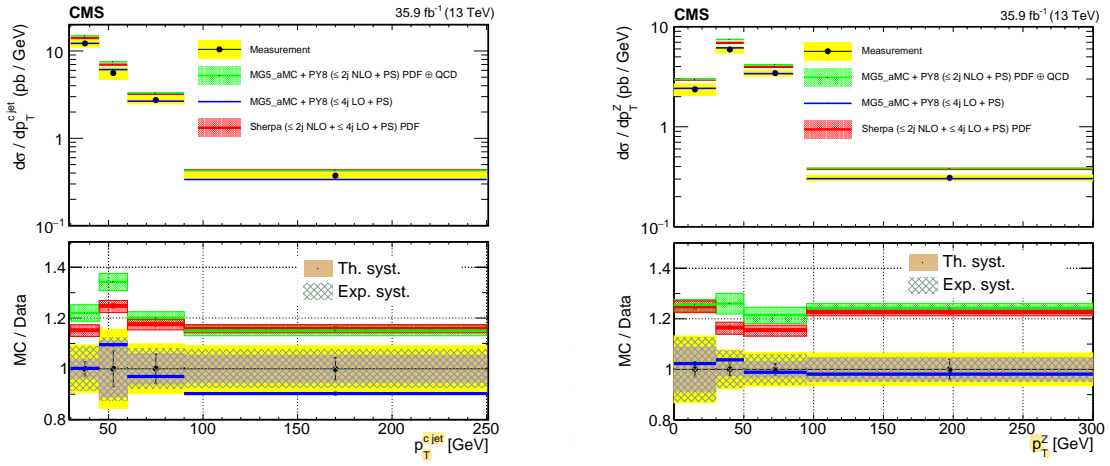 CMS 35.9 fb⁻¹ (13 TeV)
dσ / dp_T^{c jet} (pb / GeV)
10
1
10⁻¹
Measurement
MG5_aMC + PY8 (≤ 2j NLO + PS) PDF ⊕ QCD
MG5_aMC + PY8 (≤ 4j LO + PS)
Sherpa (≤ 2j NLO + ≤ 4j LO + PS) PDF
MC / Data
1.4
1.2
1
0.8
Th. syst.
Exp. syst.
50 100 150 200 250
p_T^{c jet} [GeV]
CMS 35.9 fb⁻¹ (13 TeV)
dσ / dp_T^Z (pb / GeV)
10
1
10⁻¹
Measurement
MG5_aMC + PY8 (≤ 2j NLO + PS) PDF ⊕ QCD
MG5_aMC + PY8 (≤ 4j LO + PS)
Sherpa (≤ 2j NLO + ≤ 4j LO + PS) PDF
MC / Data
1.4
1.2
1
0.8
Th. syst.
Exp. syst.
0 50 100 150 200 250 300
p_T^Z [GeV]